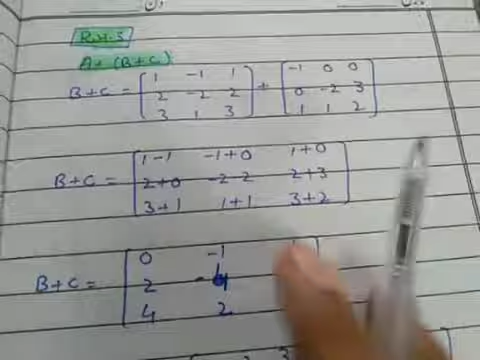 R.H.S
A+(B+C)
B+C = [1 -1 1] + [-1 0 0]
[2 -2 2] [0 -2 3]
[3 1 3] [1 1 2]
B+C = [1-1 -1+0 1+0]
[2+0 -2-2 2+3]
[3+1 1+1 3+2]
B+C = [0 -1
2 -4
4 2
3